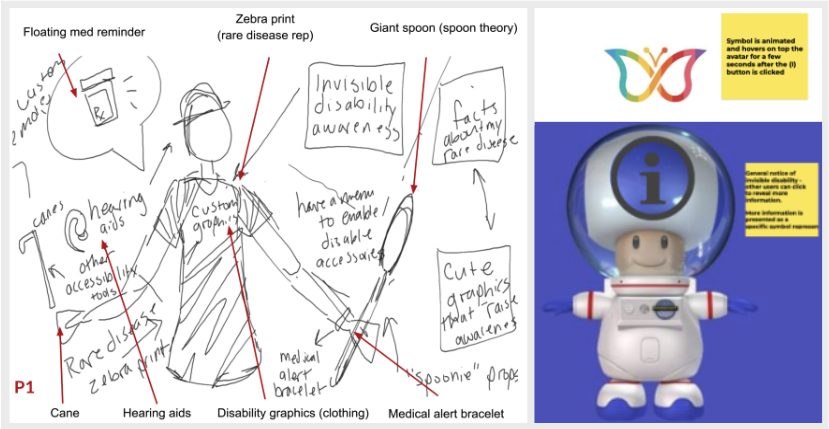 Floating med reminder
Zebra print
(rare disease rep)
Giant spoon (spoon theory)
Custom
Rx
Invisible
disability
awareness
facts
about my
rare disease
canes
hearing
aids
other
accessibility
tools
Custom
graphics
have a menu
to enable/
disable
accessories
Cute
graphics
that raise
awareness
Rare disease
zebra print
medical
alert
bracelet
"spoonie" props
P1
Cane
Hearing aids
Disability graphics (clothing)
Medical alert bracelet
Symbol is animated
and hovers on top the
avatar for a few
seconds after the (i)
button is clicked
i
General notice of
invisible disability -
other users can click
to reveal more
information.
More information is
presented as a
specific symbol represen